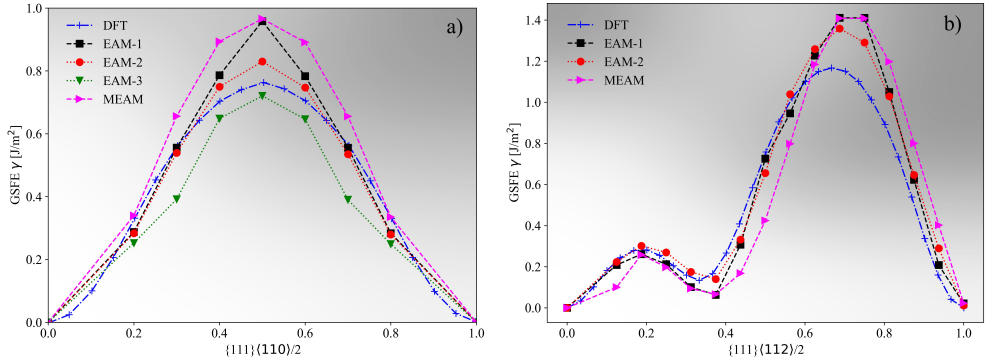 a)
DFT
EAM-1
EAM-2
EAM-3
MEAM
GSFE γ [J/m²]
1.0
0.8
0.6
0.4
0.2
0.0
0.0 0.2 0.4 0.6 0.8 1.0
{111}⟨110⟩/2
b)
DFT
EAM-1
EAM-2
MEAM
GSFE γ [J/m²]
1.4
1.2
1.0
0.8
0.6
0.4
0.2
0.0
0.0 0.2 0.4 0.6 0.8 1.0
{111}⟨112⟩/2